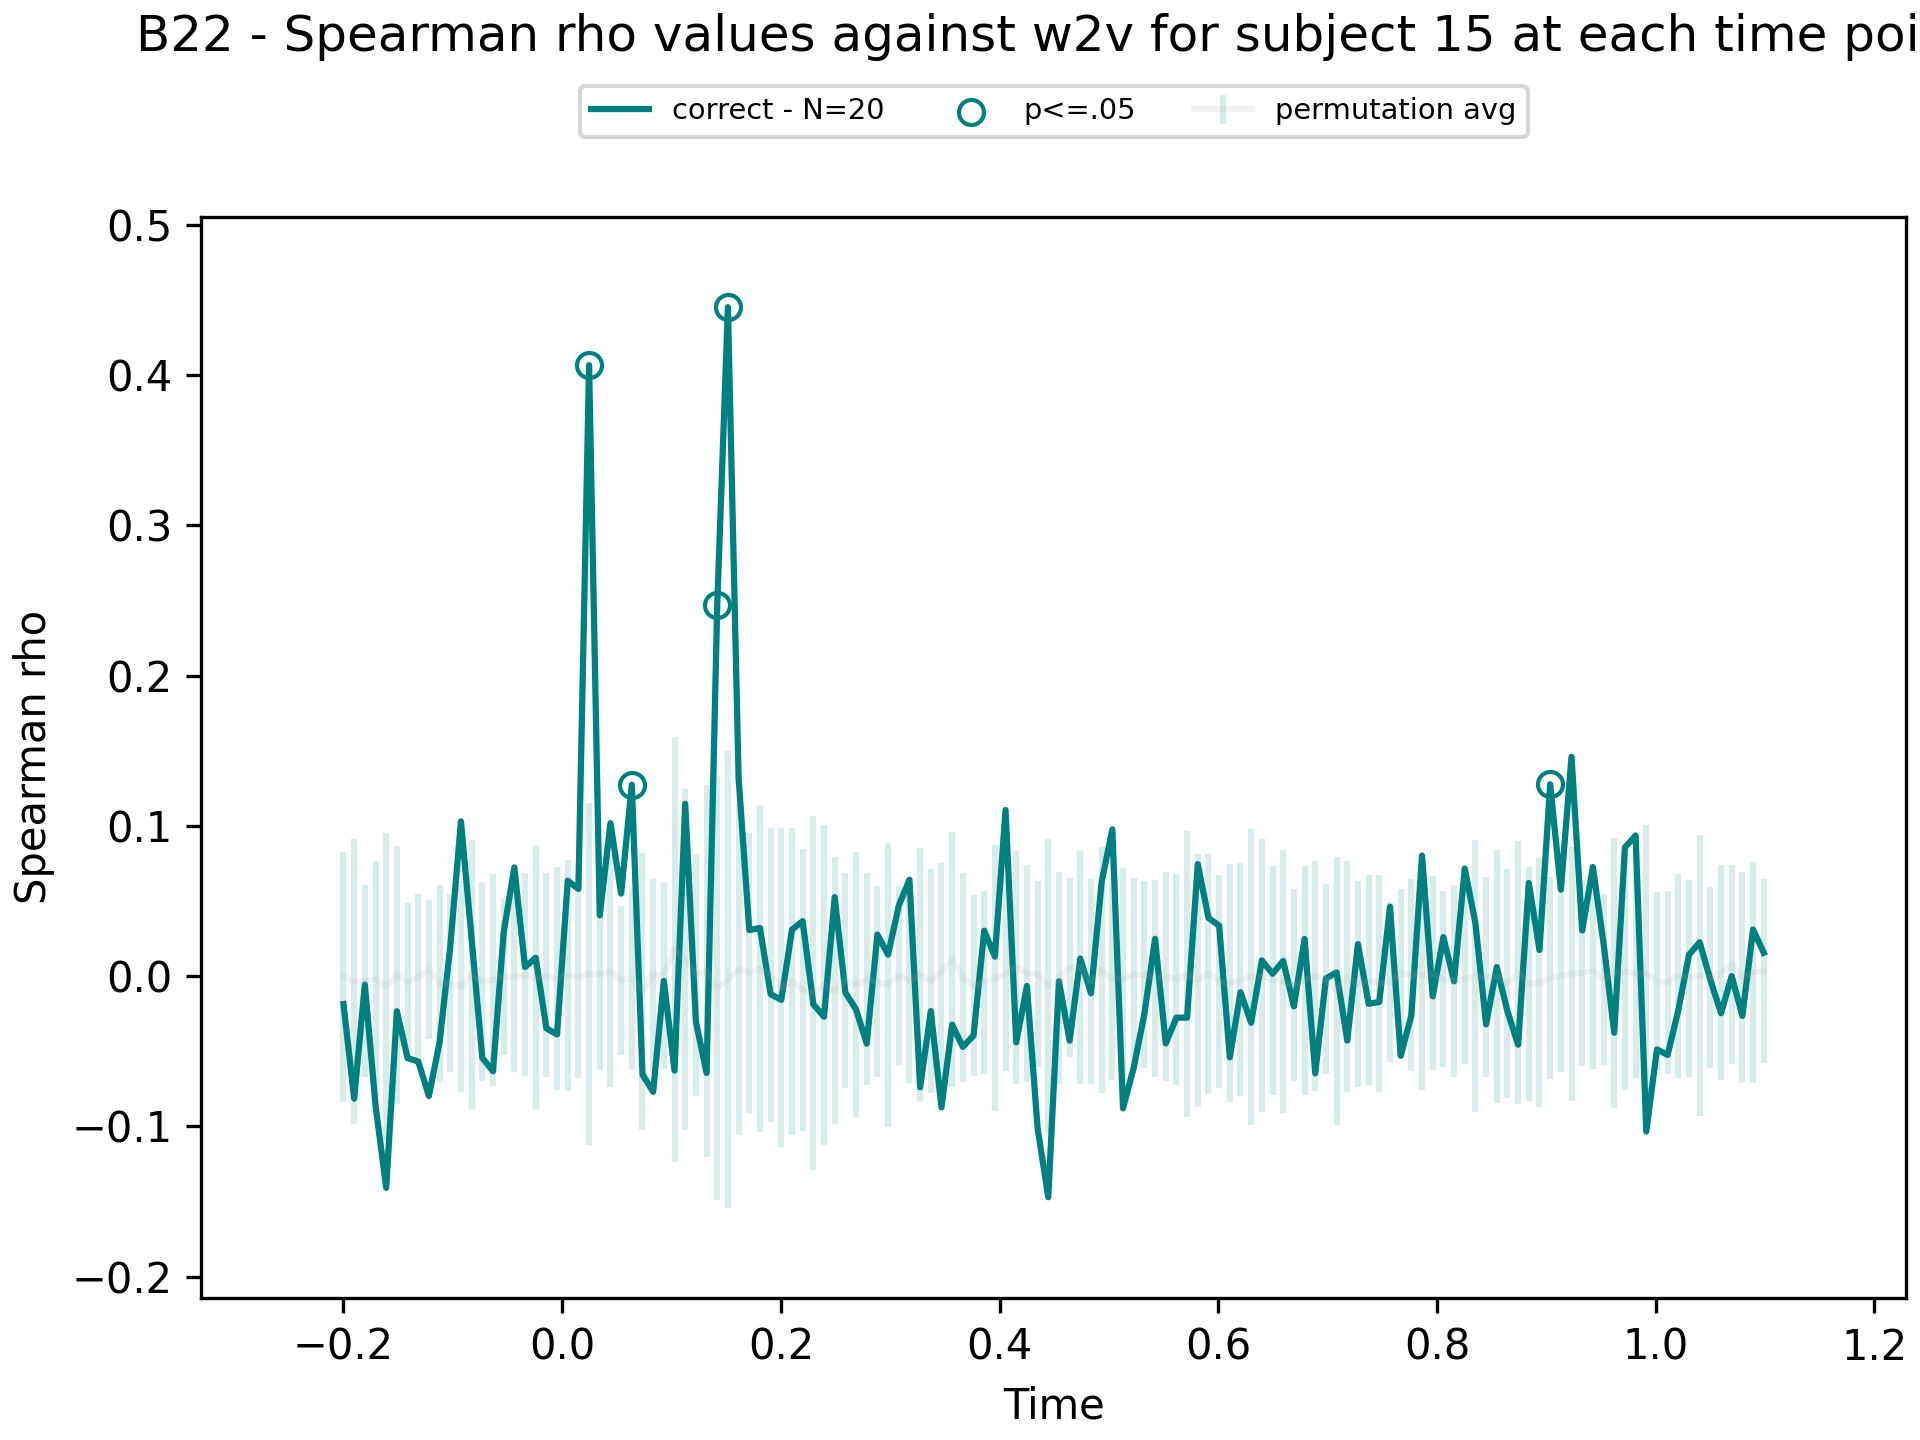 B22 - Spearman rho values against w2v for subject 15 at each time poi
correct - N=20 p<=.05 permutation avg
0.5
0.4
0.3
0.2
0.1
0.0
−0.1
−0.2
Spearman rho
−0.2 0.0 0.2 0.4 0.6 0.8 1.0 1.2
Time